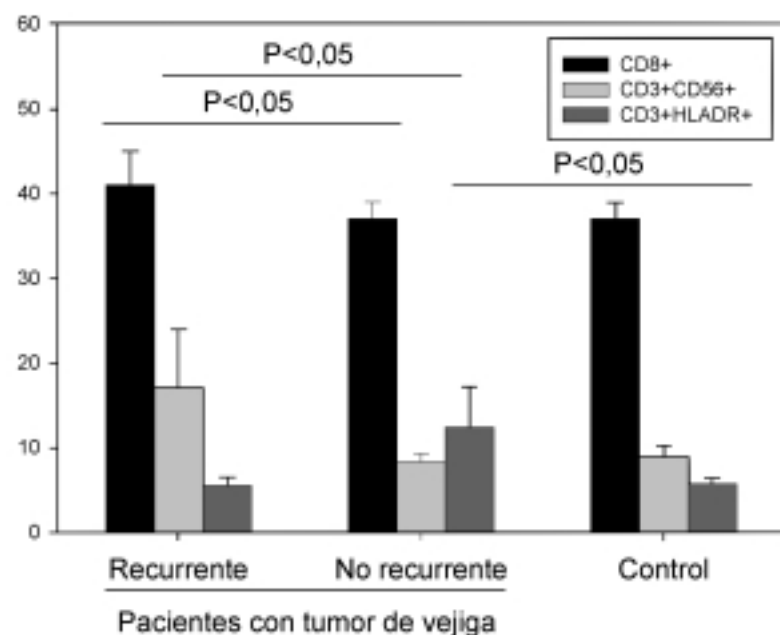 60
50
40
30
20
10
0
P<0,05
P<0,05
P<0,05
CD8+
CD3+CD56+
CD3+HLADR+
Recurrente
No recurrente
Control
Pacientes con tumor de vejiga